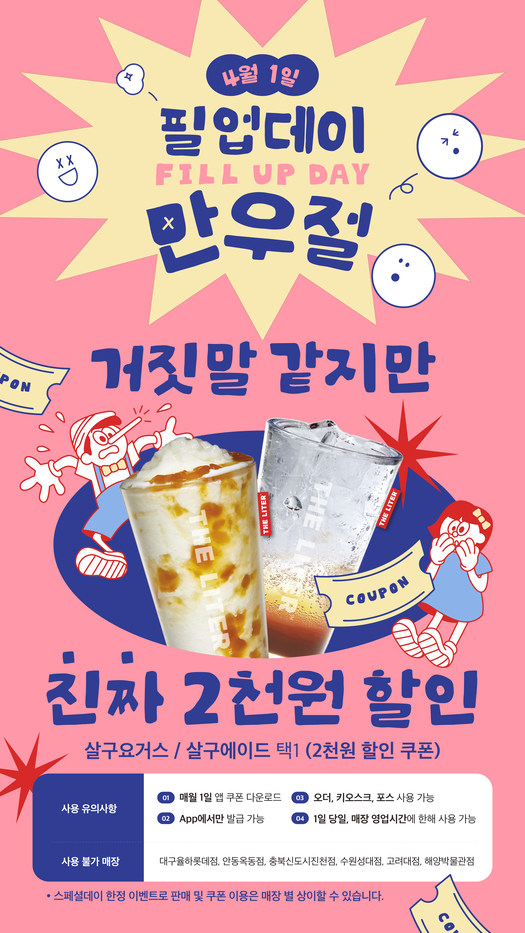 4월 1일
필업데이
FILL UP DAY
만우절
거짓말 같지만
PON
THE LITER
THE LITER
THE LITER
THE LITER
COUPON
진짜 2천원 할인
살구요거스 / 살구에이드 택1 (2천원 할인 쿠폰)
사용 유의사항
01 매월 1일 앱 쿠폰 다운로드
03 오더, 키오스크, 포스 사용 가능
02 App에서만 발급 가능
04 1일 당일, 매장 영업시간에 한해 사용 가능
사용 불가 매장
대구율하롯데점, 안동옥동점, 충북신도시진천점, 수원성대점, 고려대점, 해양박물관점
• 스페셜데이 한정 이벤트로 판매 및 쿠폰 이용은 매장 별 상이할 수 있습니다.
COU